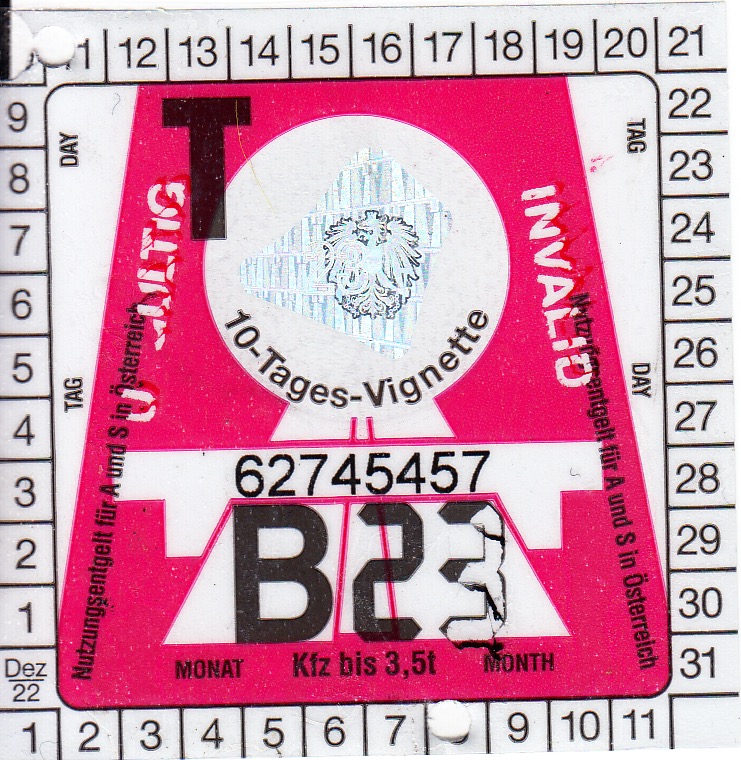 11 12 13 14 15 16 17 18 19 20 21
9 22
8 23
7 24
6 25
5 26
4 27
3 28
2 29
1 30
Dez 31
22
1 2 3 4 5 6 7 9 10 11
DAY
TAG
T
INVALID
10-Tages-Vignette
TAG
DAY
Nutzungsentgelt für A und S in Österreich
Nutzungsentgelt für A und S in Österreich
62745457
B23
MONAT Kfz bis 3,5t MONTH